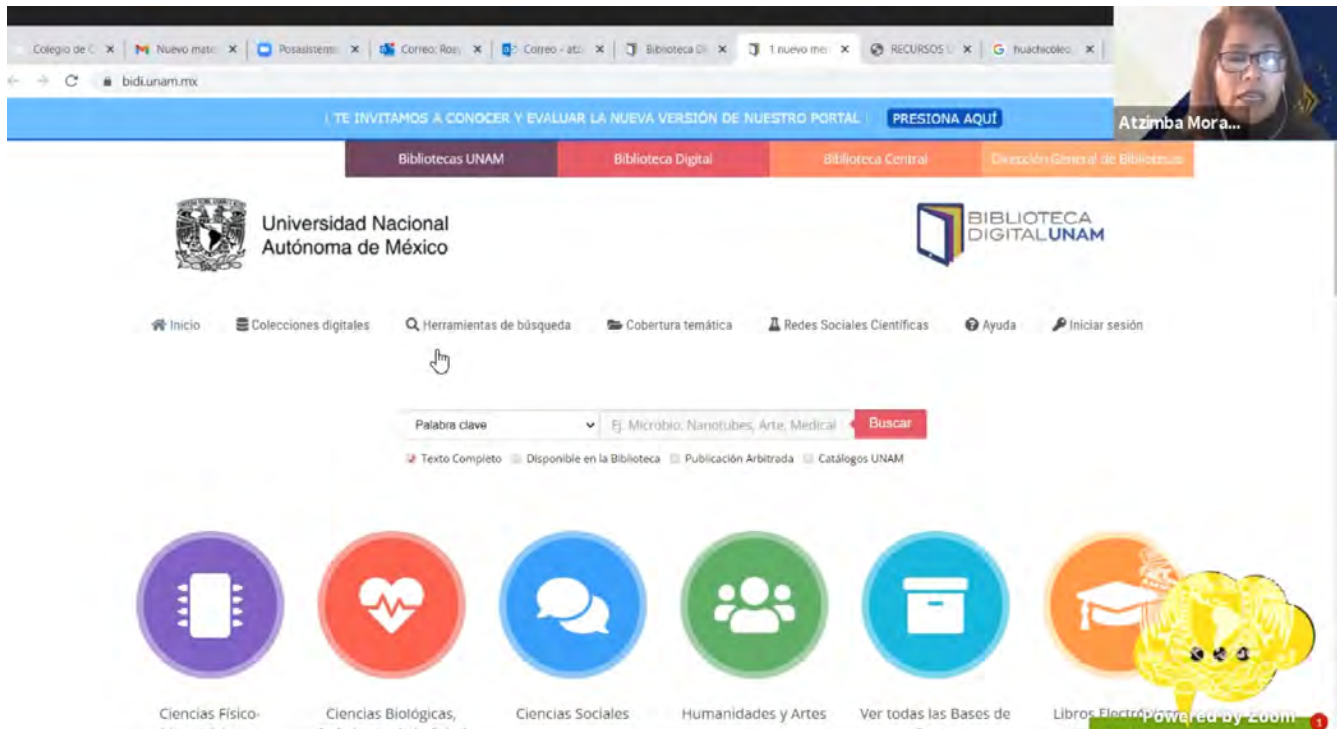 Colegio de C
Nuevo mate
Posasistem
Correo: Ros
Correo - atz
Biblioteca Di
1 nuevo me
RECURSOS U
huachicoleo
bidi.unam.mx
¡ TE INVITAMOS A CONOCER Y EVALUAR LA NUEVA VERSIÓN DE NUESTRO PORTAL ! PRESIONA AQUÍ
Atzimba Mora...
Bibliotecas UNAM
Biblioteca Digital
Biblioteca Central
Dirección General de Bibliotecas
Universidad Nacional
Autónoma de México
BIBLIOTECA
DIGITAL UNAM
Inicio
Colecciones digitales
Herramientas de búsqueda
Cobertura temática
Redes Sociales Científicas
Ayuda
Iniciar sesión
Palabra clave
Ej. Microbio, Nanotubes, Arte, Medical
Buscar
Texto Completo
Disponible en la Biblioteca
Publicación Arbitrada
Catálogos UNAM
Ciencias Físico-
Ciencias Biológicas,
Ciencias Sociales
Humanidades y Artes
Ver todas las Bases de
Libros
Powered by Zoom
1